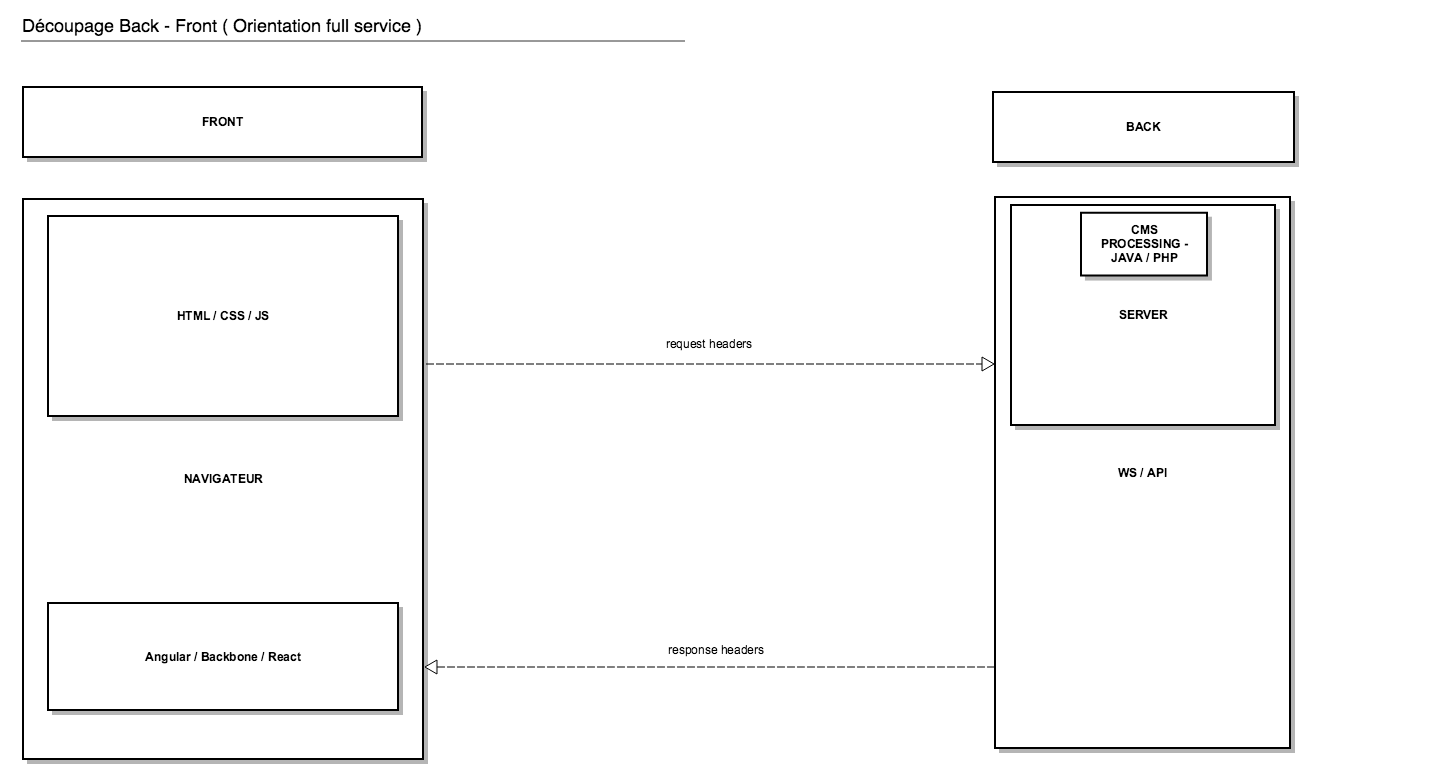 Découpage Back - Front ( Orientation full service )
FRONT
BACK
HTML / CSS / JS
CMS
PROCESSING -
JAVA / PHP
SERVER
request headers
NAVIGATEUR
WS / API
Angular / Backbone / React
response headers